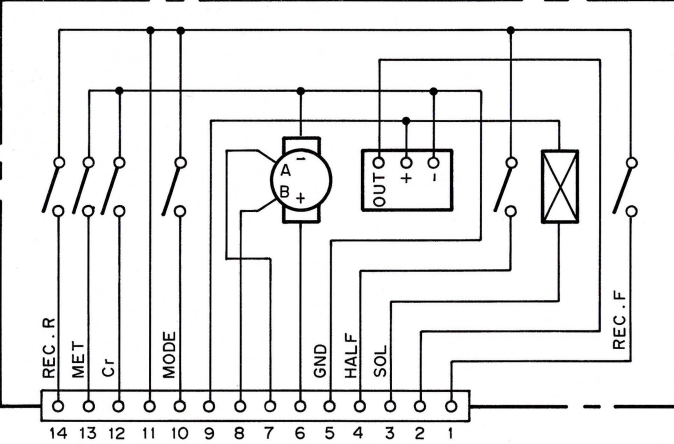 A
-
B
+
OUT
+
-
REC.R
MET
Cr
MODE
GND
HALF
SOL
REC.F
14 13 12 11 10 9 8 7 6 5 4 3 2 1